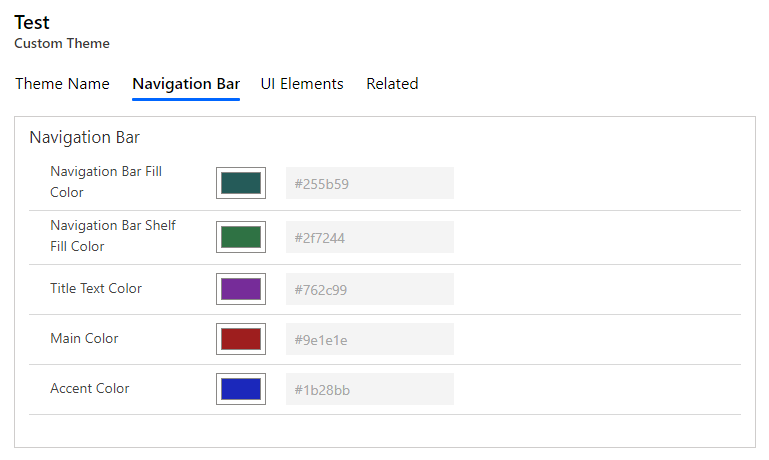 Test
Custom Theme
Theme Name
Navigation Bar
UI Elements
Related
Navigation Bar
Navigation Bar Fill
Color
#255b59
Navigation Bar Shelf
Fill Color
#2f7244
Title Text Color
#762c99
Main Color
#9e1e1e
Accent Color
#1b28bb